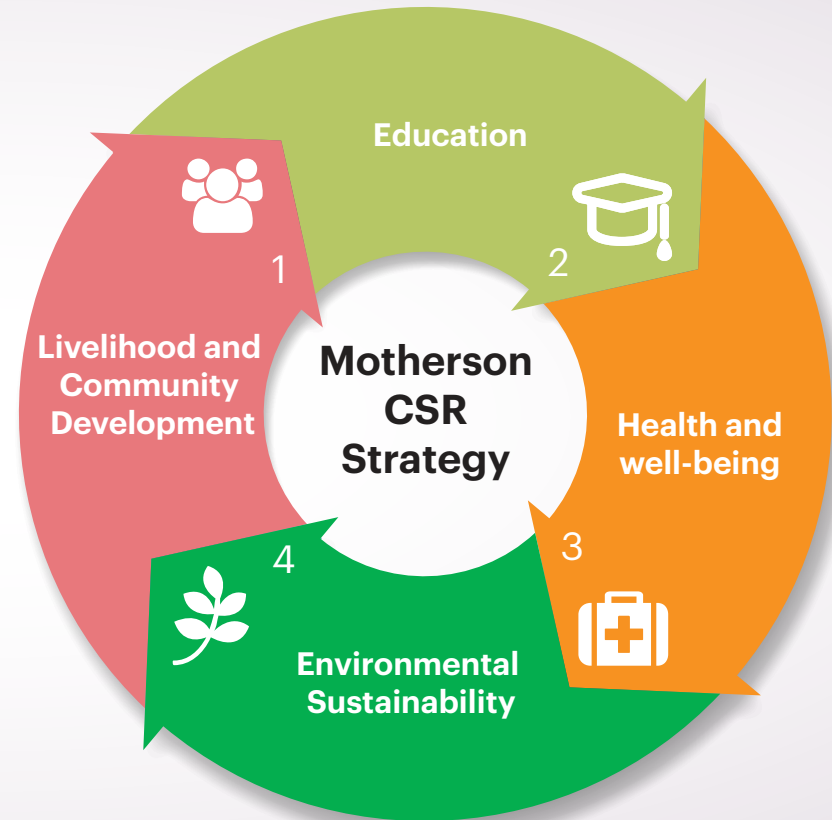 Motherson
CSR
Strategy
1
Livelihood and
Community
Development
Education
2
Health and
well-being
3
4
Environmental
Sustainability